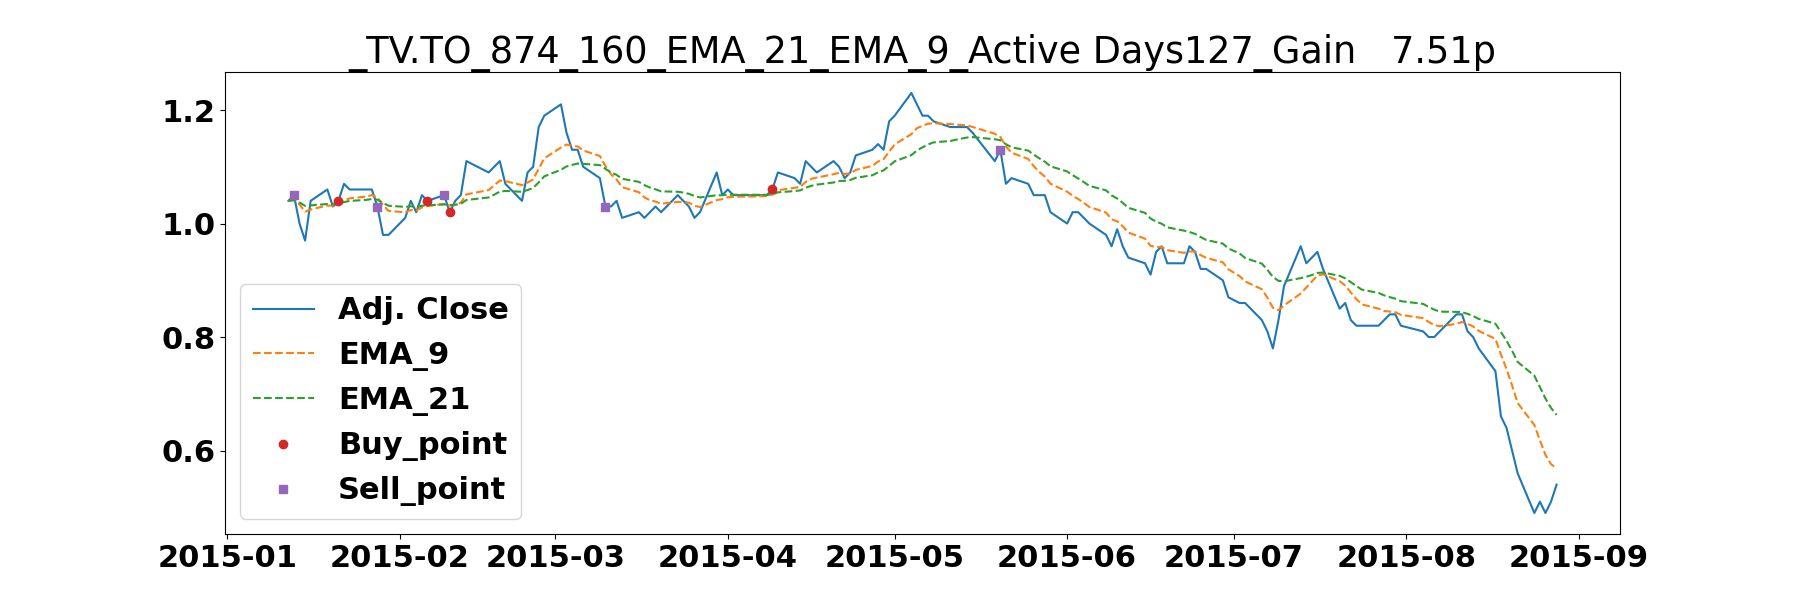 _TV.TO_874_160_EMA_21_EMA_9_Active Days127_Gain   7.51p
1.2
1.0
0.8
0.6
Adj. Close
EMA_9
EMA_21
Buy_point
Sell_point
2015-01 2015-02 2015-03 2015-04 2015-05 2015-06 2015-07 2015-08 2015-09